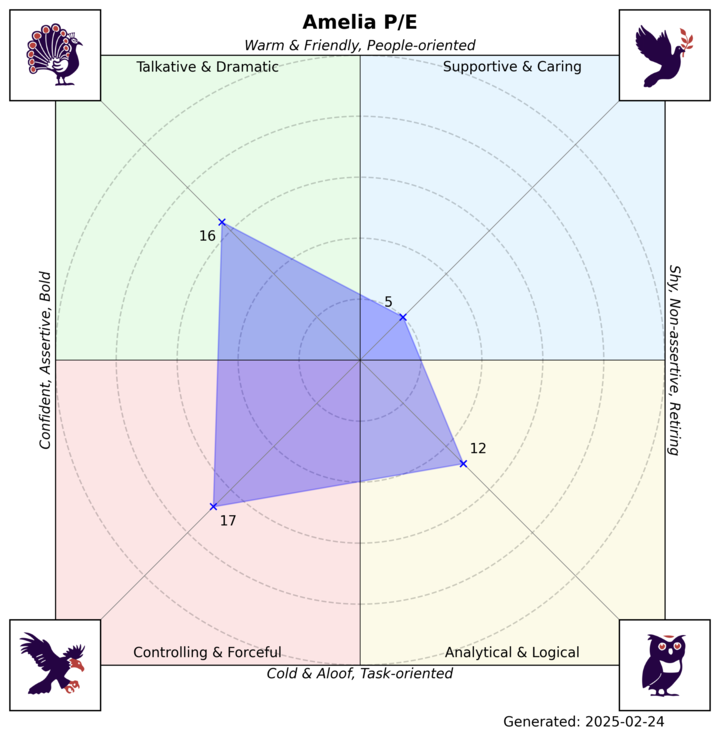 Amelia P/E
Warm & Friendly, People-oriented
Talkative & Dramatic
Supportive & Caring
16
5
Confident, Assertive, Bold
Shy, Non-assertive, Retiring
12
17
Controlling & Forceful
Analytical & Logical
Cold & Aloof, Task-oriented
Generated: 2025-02-24